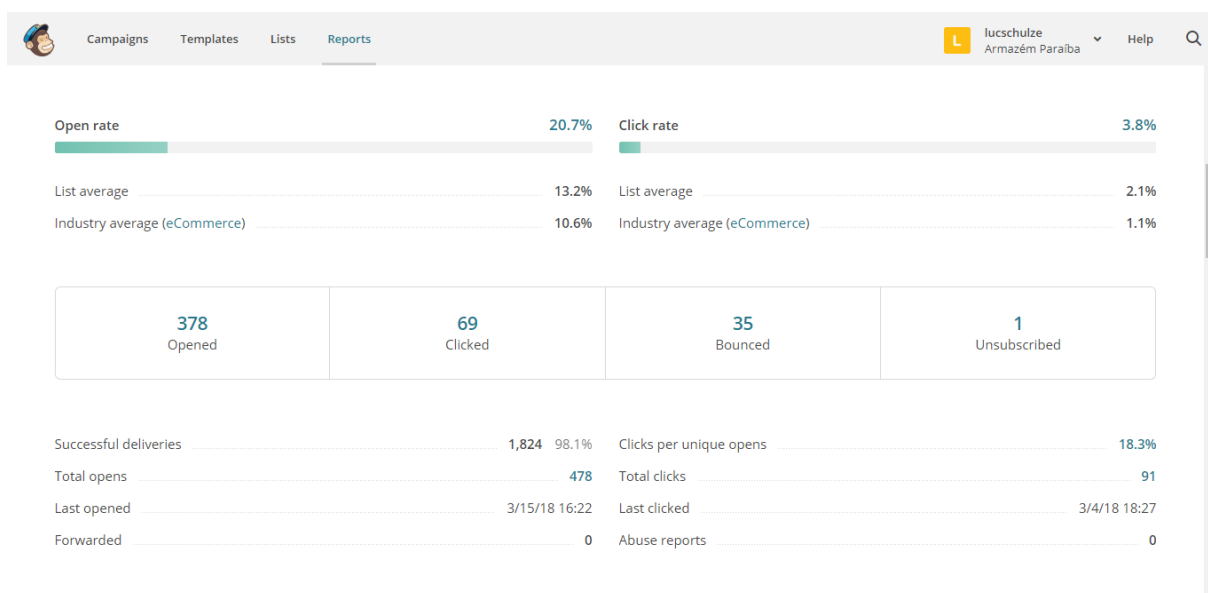 Campaigns Templates Lists Reports L lucschulze Help
Armazém Paraíba
Open rate 20.7% Click rate 3.8%
List average 13.2% List average 2.1%
Industry average (eCommerce) 10.6% Industry average (eCommerce) 1.1%
378 69 35 1
Opened Clicked Bounced Unsubscribed
Successful deliveries 1,824 98.1% Clicks per unique opens 18.3%
Total opens 478 Total clicks 91
Last opened 3/15/18 16:22 Last clicked 3/4/18 18:27
Forwarded 0 Abuse reports 0